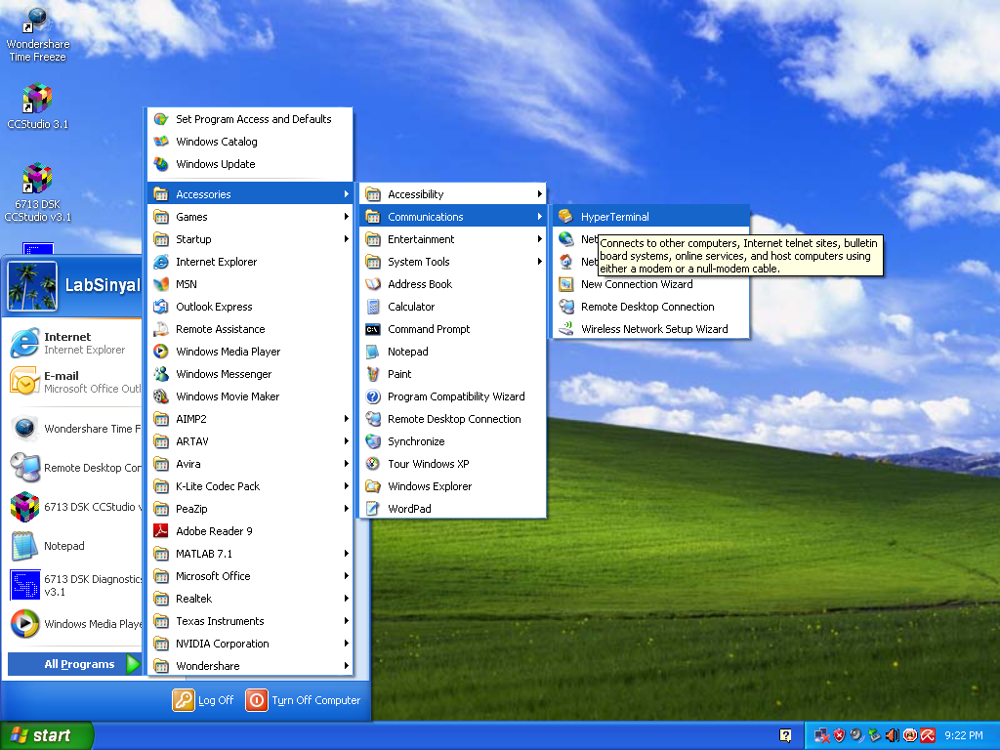 Wondershare
Time Freeze
CCStudio 3.1
6713 DSK
CCStudio v3.1
LabSinyal
Internet
Internet Explorer
E-mail
Microsoft Office Outl
Wondershare Time F
Remote Desktop Cor
6713 DSK CCStudio v
Notepad
6713 DSK Diagnostics
v3.1
Windows Media Playe
All Programs
Log Off
Turn Off Computer
Set Program Access and Defaults
Windows Catalog
Windows Update
Accessories
Games
Startup
Internet Explorer
MSN
Outlook Express
Remote Assistance
Windows Media Player
Windows Messenger
Windows Movie Maker
AIMP2
ARTAV
Avira
K-Lite Codec Pack
PeaZip
Adobe Reader 9
MATLAB 7.1
Microsoft Office
Realtek
Texas Instruments
NVIDIA Corporation
Wondershare
Accessibility
Communications
Entertainment
System Tools
Address Book
Calculator
Command Prompt
Notepad
Paint
Program Compatibility Wizard
Remote Desktop Connection
Synchronize
Tour Windows XP
Windows Explorer
WordPad
HyperTerminal
Net
Net
New Connection Wizard
Remote Desktop Connection
Wireless Network Setup Wizard
Connects to other computers, Internet telnet sites, bulletin
board systems, online services, and host computers using
either a modem or a null-modem cable.
start
9:22 PM